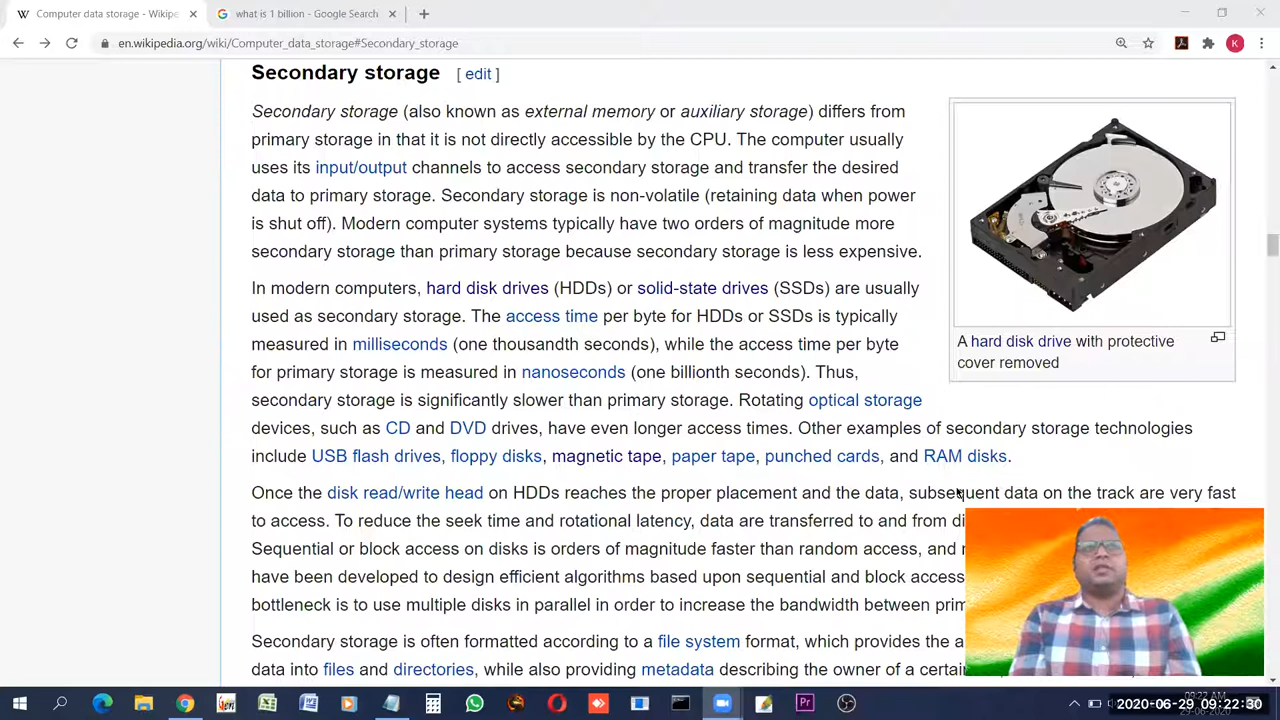 Computer data storage - Wikipe
what is 1 billion - Google Search
en.wikipedia.org/wiki/Computer_data_storage#Secondary_storage
K
Secondary storage [ edit ]
Secondary storage (also known as external memory or auxiliary storage) differs from
primary storage in that it is not directly accessible by the CPU. The computer usually
uses its input/output channels to access secondary storage and transfer the desired
data to primary storage. Secondary storage is non-volatile (retaining data when power
is shut off). Modern computer systems typically have two orders of magnitude more
secondary storage than primary storage because secondary storage is less expensive.
In modern computers, hard disk drives (HDDs) or solid-state drives (SSDs) are usually
used as secondary storage. The access time per byte for HDDs or SSDs is typically
measured in milliseconds (one thousandth seconds), while the access time per byte
for primary storage is measured in nanoseconds (one billionth seconds). Thus,
secondary storage is significantly slower than primary storage. Rotating optical storage
devices, such as CD and DVD drives, have even longer access times. Other examples of secondary storage technologies
include USB flash drives, floppy disks, magnetic tape, paper tape, punched cards, and RAM disks.
A hard disk drive with protective
cover removed
Once the disk read/write head on HDDs reaches the proper placement and the data, subsequent data on the track are very fast
to access. To reduce the seek time and rotational latency, data are transferred to and from di
Sequential or block access on disks is orders of magnitude faster than random access, and
have been developed to design efficient algorithms based upon sequential and block access
bottleneck is to use multiple disks in parallel in order to increase the bandwidth between prim
Secondary storage is often formatted according to a file system format, which provides the a
data into files and directories, while also providing metadata describing the owner of a certai
09:22 AM
2020-06-29 09:22:30
29-06-2020